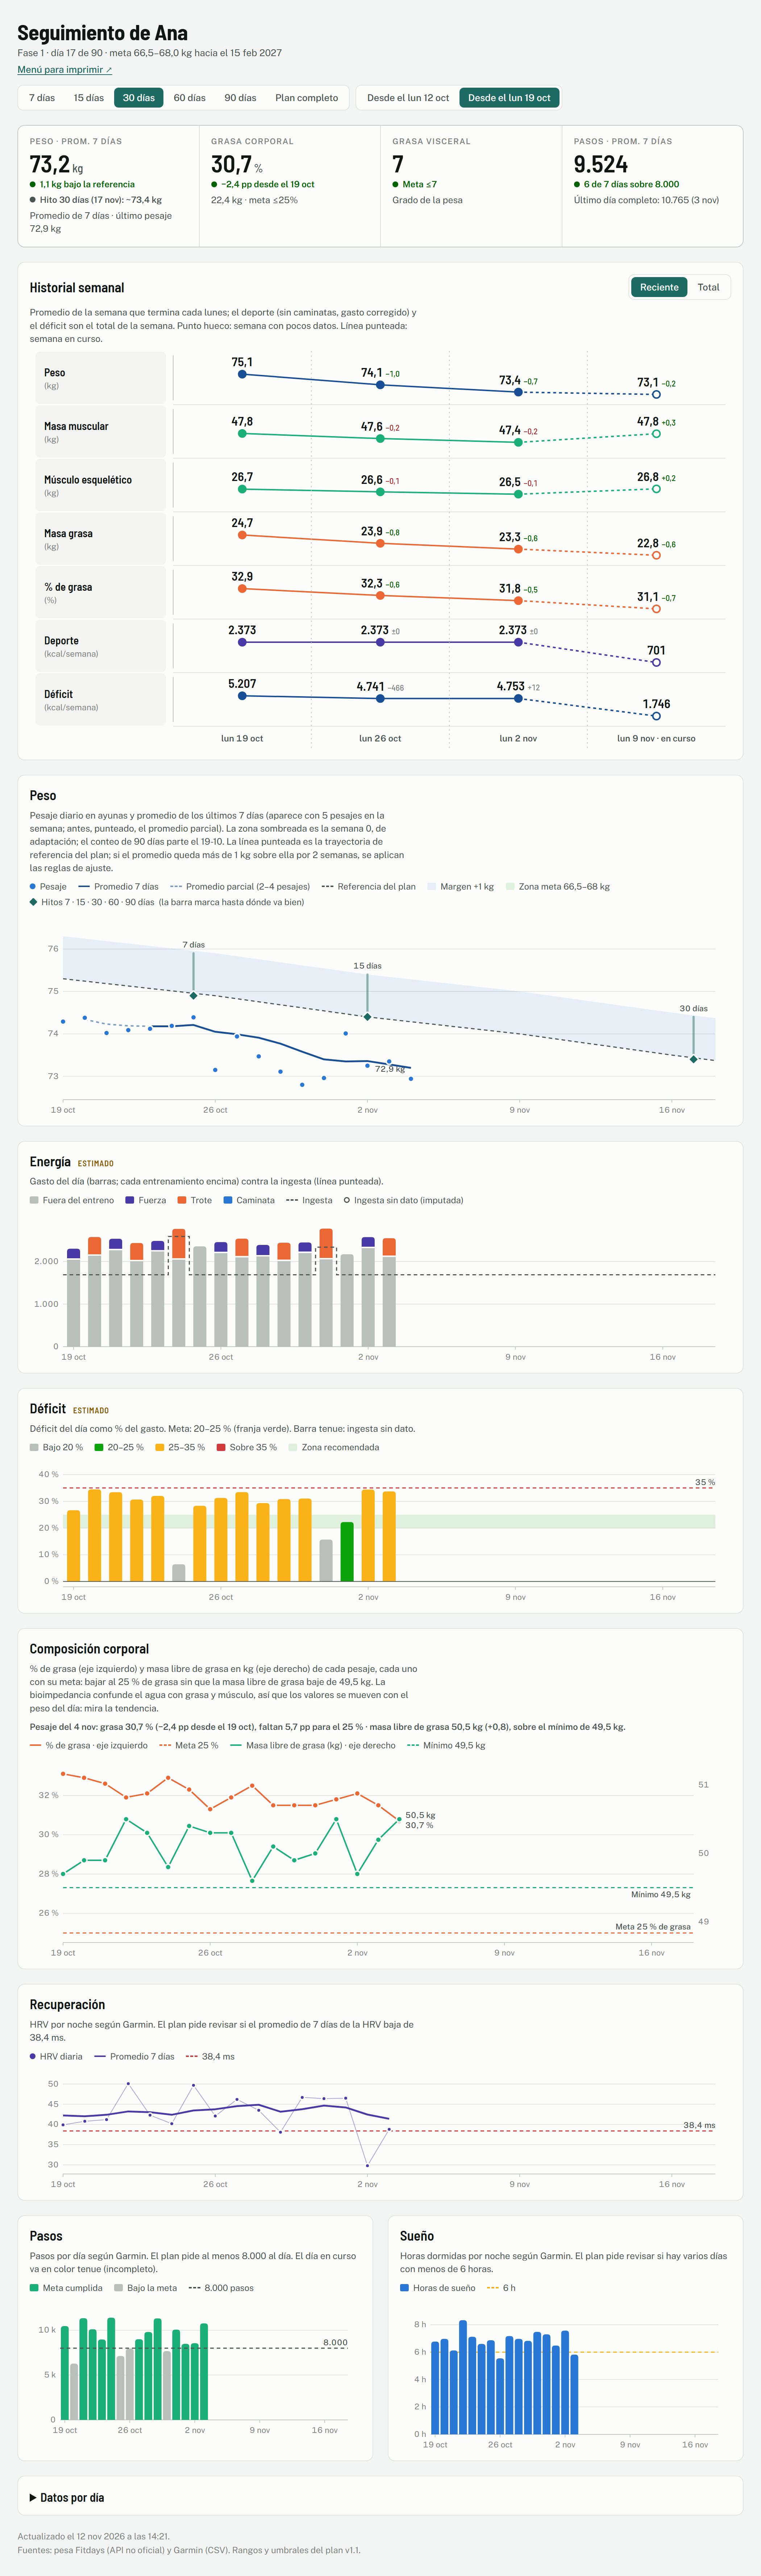 Seguimiento de Ana
Fase 1 · día 17 de 90 · meta 66,5–68,0 kg hacia el 15 feb 2027
Menú para imprimir ↗
7 días 15 días 30 días 60 días 90 días Plan completo Desde el lun 12 oct Desde el lun 19 oct
PESO · PROM. 7 DÍAS
73,2 kg
1,1 kg bajo la referencia
Hito 30 días (17 nov): ~73,4 kg
Promedio de 7 días · último pesaje
72,9 kg
GRASA CORPORAL
30,7 %
−2,4 pp desde el 19 oct
22,4 kg · meta ≤25%
GRASA VISCERAL
7
Meta ≤7
Grado de la pesa
PASOS · PROM. 7 DÍAS
9.524
6 de 7 días sobre 8.000
Último día completo: 10.765 (3 nov)
Historial semanal
Reciente Total
Promedio de la semana que termina cada lunes; el deporte (sin caminatas, gasto corregido) y
el déficit son el total de la semana. Punto hueco: semana con pocos datos. Línea punteada:
semana en curso.
Peso
(kg)
75,1 74,1 −1,0 73,4 −0,7 73,1 −0,2
Masa muscular
(kg)
47,8 47,6 −0,2 47,4 −0,2 47,8 +0,3
Músculo esquelético
(kg)
26,7 26,6 −0,1 26,5 −0,1 26,8 +0,2
Masa grasa
(kg)
24,7 23,9 −0,8 23,3 −0,6 22,8 −0,6
% de grasa
(%)
32,9 32,3 −0,6 31,8 −0,5 31,1 −0,7
Deporte
(kcal/semana)
2.373 2.373 ±0 2.373 ±0 701
Déficit
(kcal/semana)
5.207 4.741 −466 4.753 +12 1.746
lun 19 oct lun 26 oct lun 2 nov lun 9 nov · en curso
Peso
Pesaje diario en ayunas y promedio de los últimos 7 días (aparece con 5 pesajes en la
semana; antes, punteado, el promedio parcial). La zona sombreada es la semana 0, de
adaptación; el conteo de 90 días parte el 19-10. La línea punteada es la trayectoria de
referencia del plan; si el promedio queda más de 1 kg sobre ella por 2 semanas, se aplican
las reglas de ajuste.
Pesaje Promedio 7 días Promedio parcial (2–4 pesajes) Referencia del plan Margen +1 kg Zona meta 66,5–68 kg
Hitos 7 · 15 · 30 · 60 · 90 días (la barra marca hasta dónde va bien)
7 días
15 días
30 días
76
75
74
73
72,9 kg
19 oct 26 oct 2 nov 9 nov 16 nov
Energía ESTIMADO
Gasto del día (barras; cada entrenamiento encima) contra la ingesta (línea punteada).
Fuera del entreno Fuerza Trote Caminata Ingesta Ingesta sin dato (imputada)
2.000
1.000
0
19 oct 26 oct 2 nov 9 nov 16 nov
Déficit ESTIMADO
Déficit del día como % del gasto. Meta: 20–25 % (franja verde). Barra tenue: ingesta sin dato.
Bajo 20 % 20–25 % 25–35 % Sobre 35 % Zona recomendada
40 %
35 %
30 %
20 %
10 %
0 %
19 oct 26 oct 2 nov 9 nov 16 nov
Composición corporal
% de grasa (eje izquierdo) y masa libre de grasa en kg (eje derecho) de cada pesaje, cada uno
con su meta: bajar al 25 % de grasa sin que la masa libre de grasa baje de 49,5 kg. La
bioimpedancia confunde el agua con grasa y músculo, así que los valores se mueven con el
peso del día: mira la tendencia.
Pesaje del 4 nov: grasa 30,7 % (−2,4 pp desde el 19 oct), faltan 5,7 pp para el 25 % · masa libre de grasa 50,5 kg (+0,8), sobre el mínimo de 49,5 kg.
% de grasa · eje izquierdo Meta 25 % Masa libre de grasa (kg) · eje derecho Mínimo 49,5 kg
32 %
30 %
28 %
26 %
51
50
49
50,5 kg
30,7 %
Mínimo 49,5 kg
Meta 25 % de grasa
19 oct 26 oct 2 nov 9 nov 16 nov
Recuperación
HRV por noche según Garmin. El plan pide revisar si el promedio de 7 días de la HRV baja de
38,4 ms.
HRV diaria Promedio 7 días 38,4 ms
50
45
40
35
30
38,4 ms
19 oct 26 oct 2 nov 9 nov 16 nov
Pasos
Pasos por día según Garmin. El plan pide al menos 8.000 al día. El día en curso
va en color tenue (incompleto).
Meta cumplida Bajo la meta 8.000 pasos
10 k
5 k
0
8.000
19 oct 26 oct 2 nov 9 nov 16 nov
Sueño
Horas dormidas por noche según Garmin. El plan pide revisar si hay varios días
con menos de 6 horas.
Horas de sueño 6 h
8 h
6 h
4 h
2 h
0 h
19 oct 26 oct 2 nov 9 nov 16 nov
▶ Datos por día
Actualizado el 12 nov 2026 a las 14:21.
Fuentes: pesa Fitdays (API no oficial) y Garmin (CSV). Rangos y umbrales del plan v1.1.